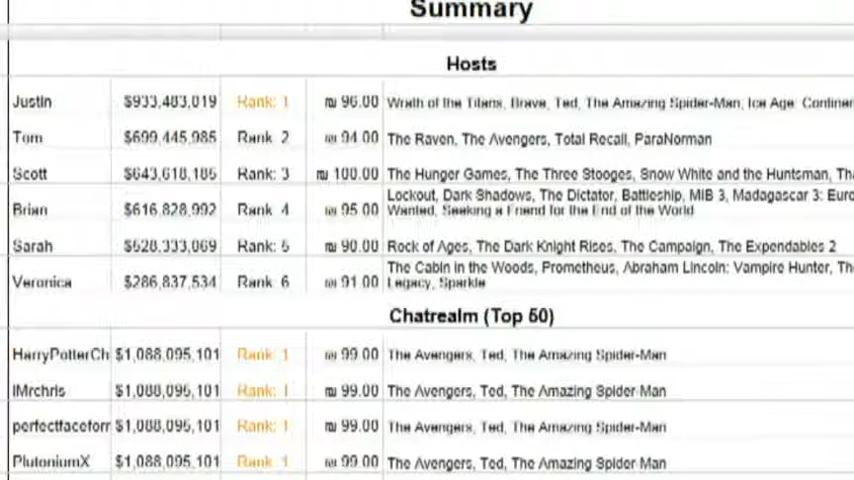 Summary
Hosts
Justin $933,483,019 Rank: 1 ₪ 96.00 Wrath of the Titans, Brave, Ted, The Amazing Spider-Man, Ice Age: Continen
Tom $699,445,985 Rank: 2 ₪ 94.00 The Raven, The Avengers, Total Recall, ParaNorman
Scott $643,618,185 Rank: 3 ₪ 100.00 The Hunger Games, The Three Stooges, Snow White and the Huntsman, Th
Brian $616,828,992 Rank: 4 ₪ 95.00 Lockout, Dark Shadows, The Dictator, Battleship, MIB 3, Madagascar 3: Euro
Wanted, Seeking a Friend for the End of the World
Sarah $528,333,069 Rank: 5 ₪ 90.00 Rock of Ages, The Dark Knight Rises, The Campaign, The Expendables 2
Veronica $286,837,534 Rank: 6 ₪ 91.00 The Cabin in the Woods, Prometheus, Abraham Lincoln: Vampire Hunter, Th
Legacy, Sparkle
Chatrealm (Top 50)
HarryPotterCh $1,088,095,101 Rank: 1 ₪ 99.00 The Avengers, Ted, The Amazing Spider-Man
IMrchris $1,088,095,101 Rank: 1 ₪ 99.00 The Avengers, Ted, The Amazing Spider-Man
perfectfaceforr $1,088,095,101 Rank: 1 ₪ 99.00 The Avengers, Ted, The Amazing Spider-Man
PlutoniumX $1,088,095,101 Rank: 1 ₪ 99.00 The Avengers, Ted, The Amazing Spider-Man